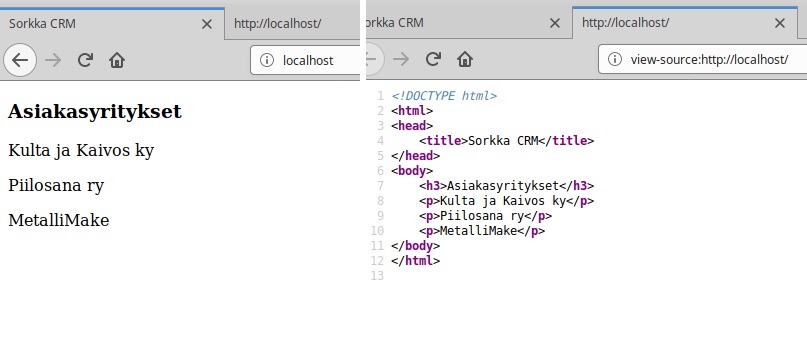 Sorkka CRM
http://localhost/
localhost
Asiakasyritykset
Kulta ja Kaivos ky
Piilosana ry
MetalliMake
orkka CRM
http://localhost/
view-source:http://localhost/
1 <!DOCTYPE html>
2 <html>
3 <head>
4 <title>Sorkka CRM</title>
5 </head>
6 <body>
7 <h3>Asiakasyritykset</h3>
8 <p>Kulta ja Kaivos ky</p>
9 <p>Piilosana ry</p>
10 <p>MetalliMake</p>
11 </body>
12 </html>
13